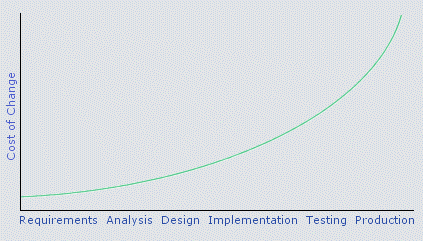 Cost of Change
Requirements Analysis Design Implementation Testing Production